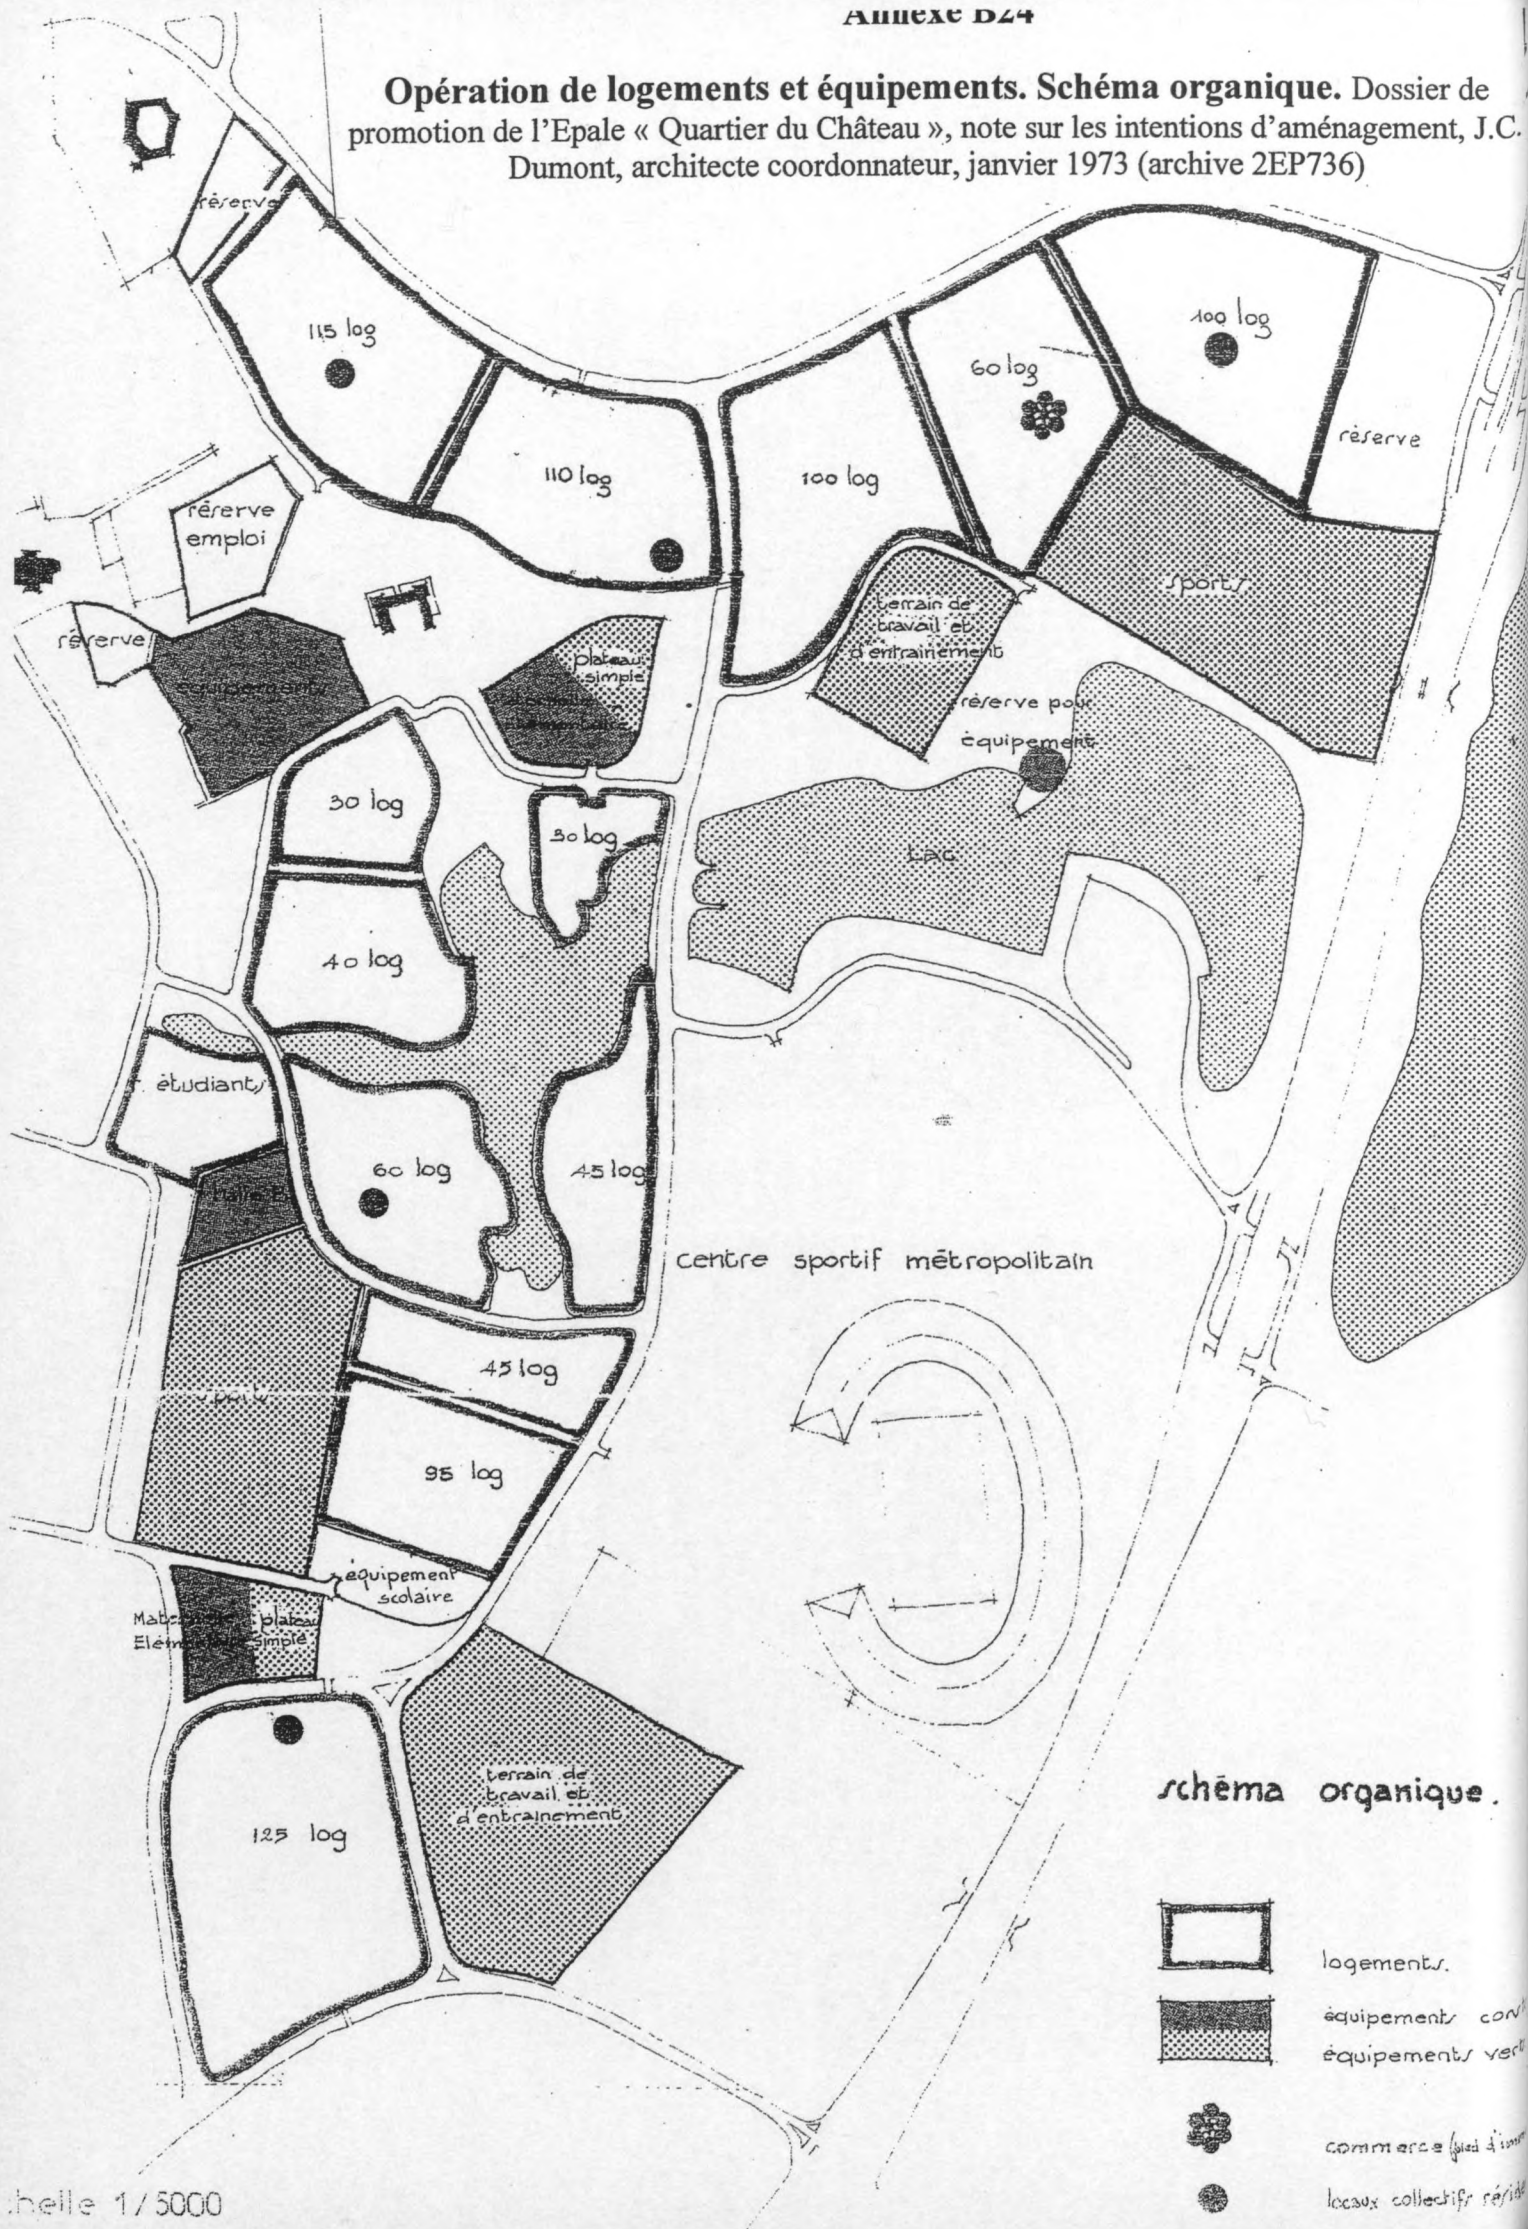 Annexe B24
Opération de logements et équipements. Schéma organique. Dossier de
promotion de l'Epale « Quartier du Château », note sur les intentions d'aménagement, J.C.
Dumont, architecte coordonnateur, janvier 1973 (archive 2EP736)
réserve
115 log
100 log
60 log
réserve
110 log
100 log
réserve
emploi
sports
terrain de
travail et
d'entrainement
réserve
équipements
plateau
simple
réserve pour
équipement
30 log
30 log
Lac
40 log
étudiants
60 log
45 log
centre sportif métropolitain
45 log
sports
95 log
équipement
scolaire
plateau
simple
terrain de
travail et
d'entrainement
125 log
schéma organique.
logements.
équipements
équipements
commerce
locaux collectifs
1/5000